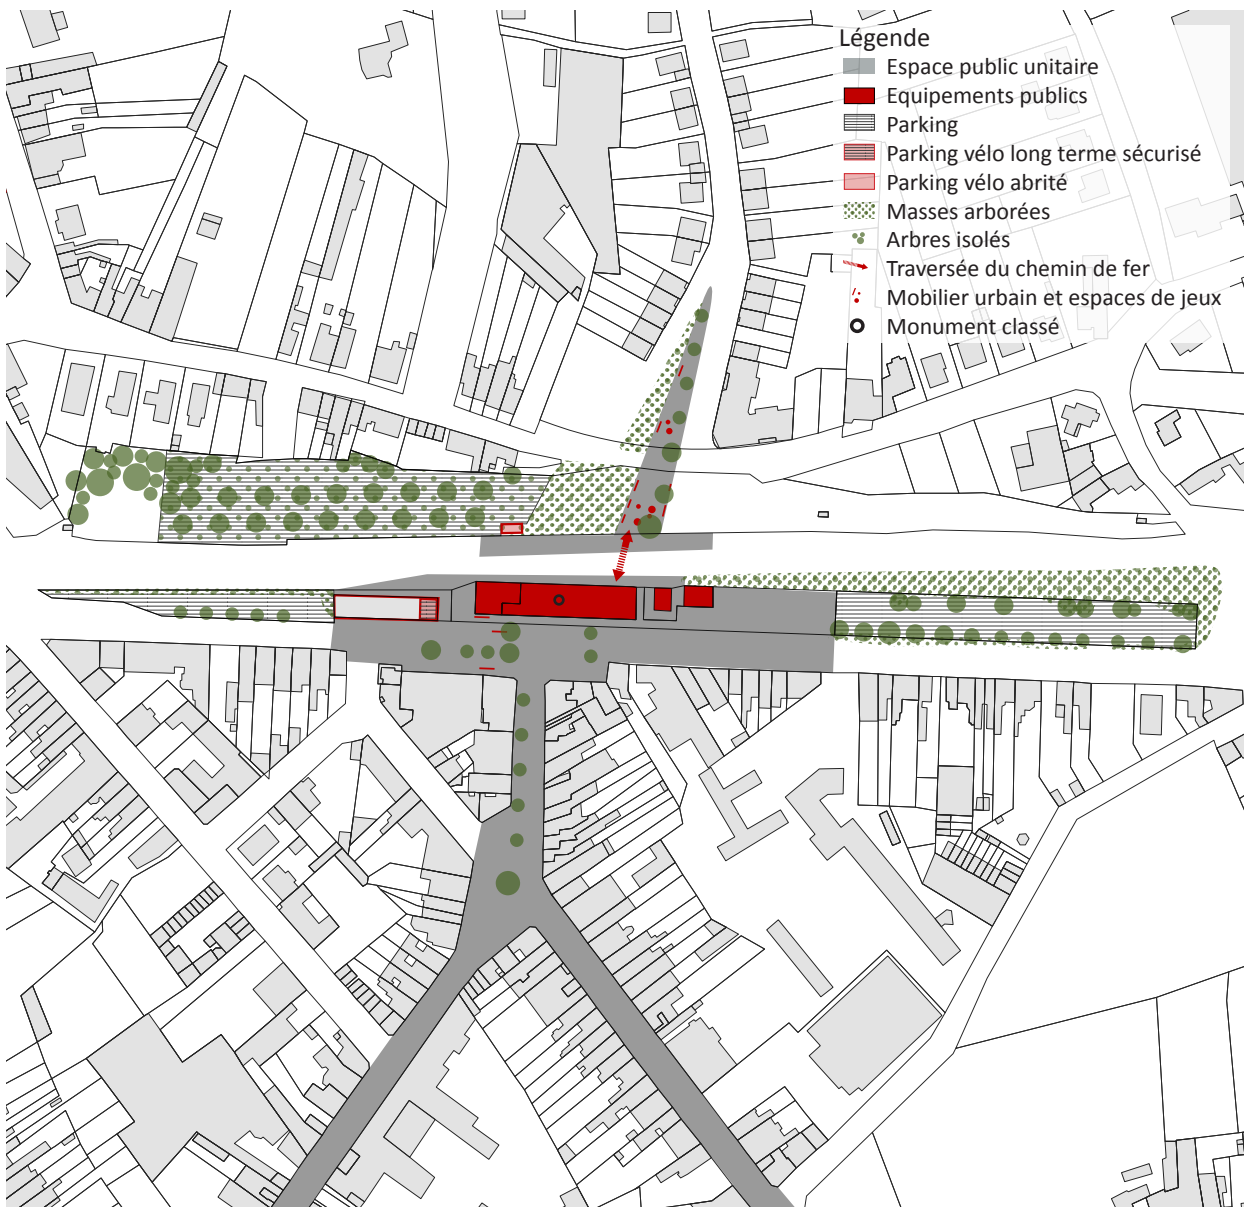 Légende
Espace public unitaire
Equipements publics
Parking
Parking vélo long terme sécurisé
Parking vélo abrité
Masses arborées
Arbres isolés
Traversée du chemin de fer
Mobilier urbain et espaces de jeux
Monument classé